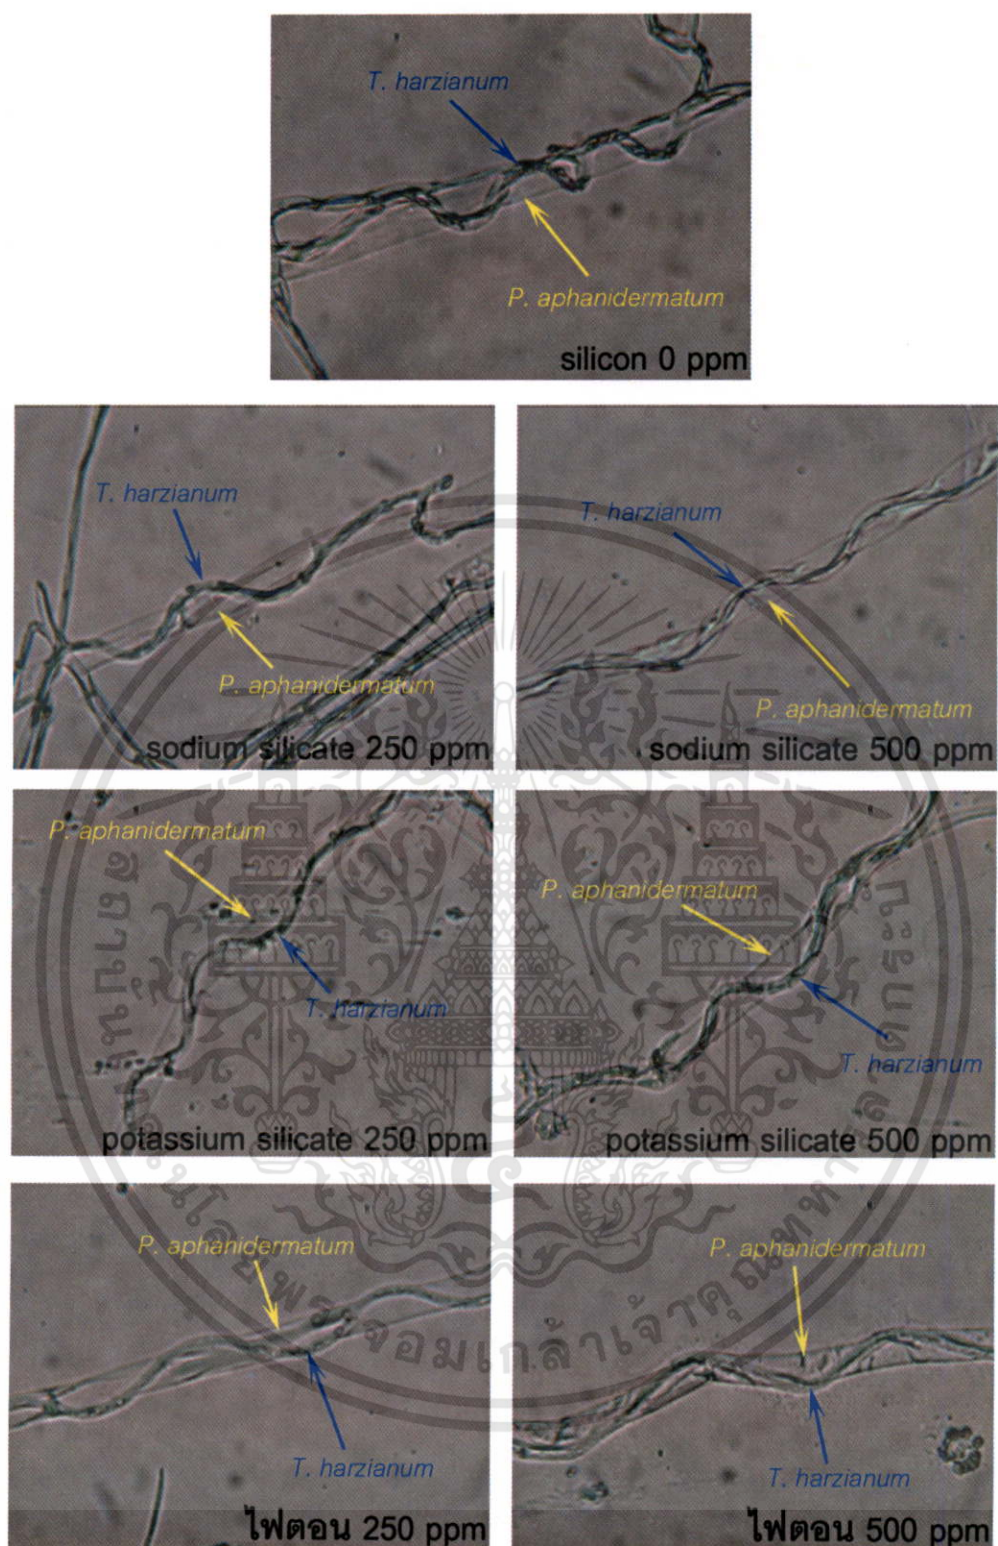 T. harzianum
P. aphanidermatum
silicon 0 ppm
T. harzianum
P. aphanidermatum
sodium silicate 250 ppm
T. harzianum
P. aphanidermatum
sodium silicate 500 ppm
P. aphanidermatum
T. harzianum
potassium silicate 250 ppm
P. aphanidermatum
T. harzianum
potassium silicate 500 ppm
P. aphanidermatum
T. harzianum
ไฟตอน 250 ppm
P. aphanidermatum
T. harzianum
ไฟตอน 500 ppm